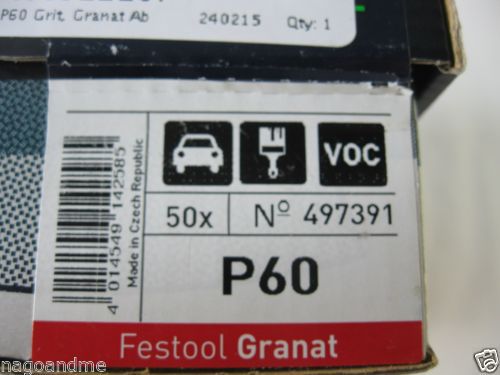 P60 Grit Granat Ab 240215 Qty: 1
VOC
50x Nº 497391
P60
Festool Granat
Made in Czech Republic
4 014549 142585
nagoandme
nagoandme